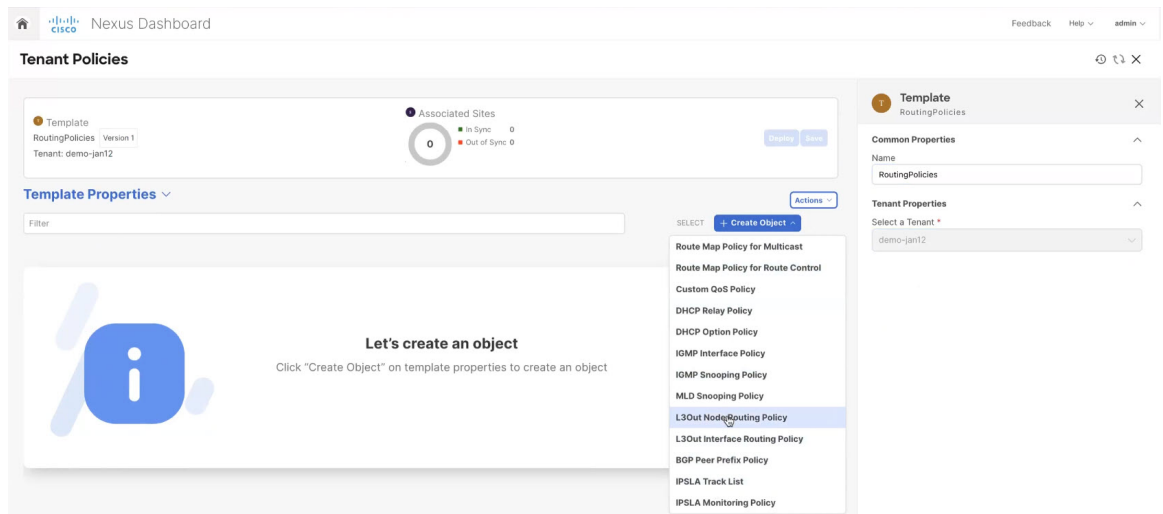 CISCO Nexus Dashboard
Feedback Help admin
Tenant Policies
Template
RoutingPolicies Version 1
Tenant: demo-jan12
Associated Sites
0
In Sync 0
Out of Sync 0
Deploy Save
Template Properties
Actions
Filter
SELECT + Create Object
Route Map Policy for Multicast
Route Map Policy for Route Control
Custom QoS Policy
DHCP Relay Policy
DHCP Option Policy
IGMP Interface Policy
IGMP Snooping Policy
MLD Snooping Policy
L3Out Node Routing Policy
L3Out Interface Routing Policy
BGP Peer Prefix Policy
IPSLA Track List
IPSLA Monitoring Policy
Let's create an object
Click "Create Object" on template properties to create an object
T Template
RoutingPolicies
Common Properties
Name
RoutingPolicies
Tenant Properties
Select a Tenant *
demo-jan12